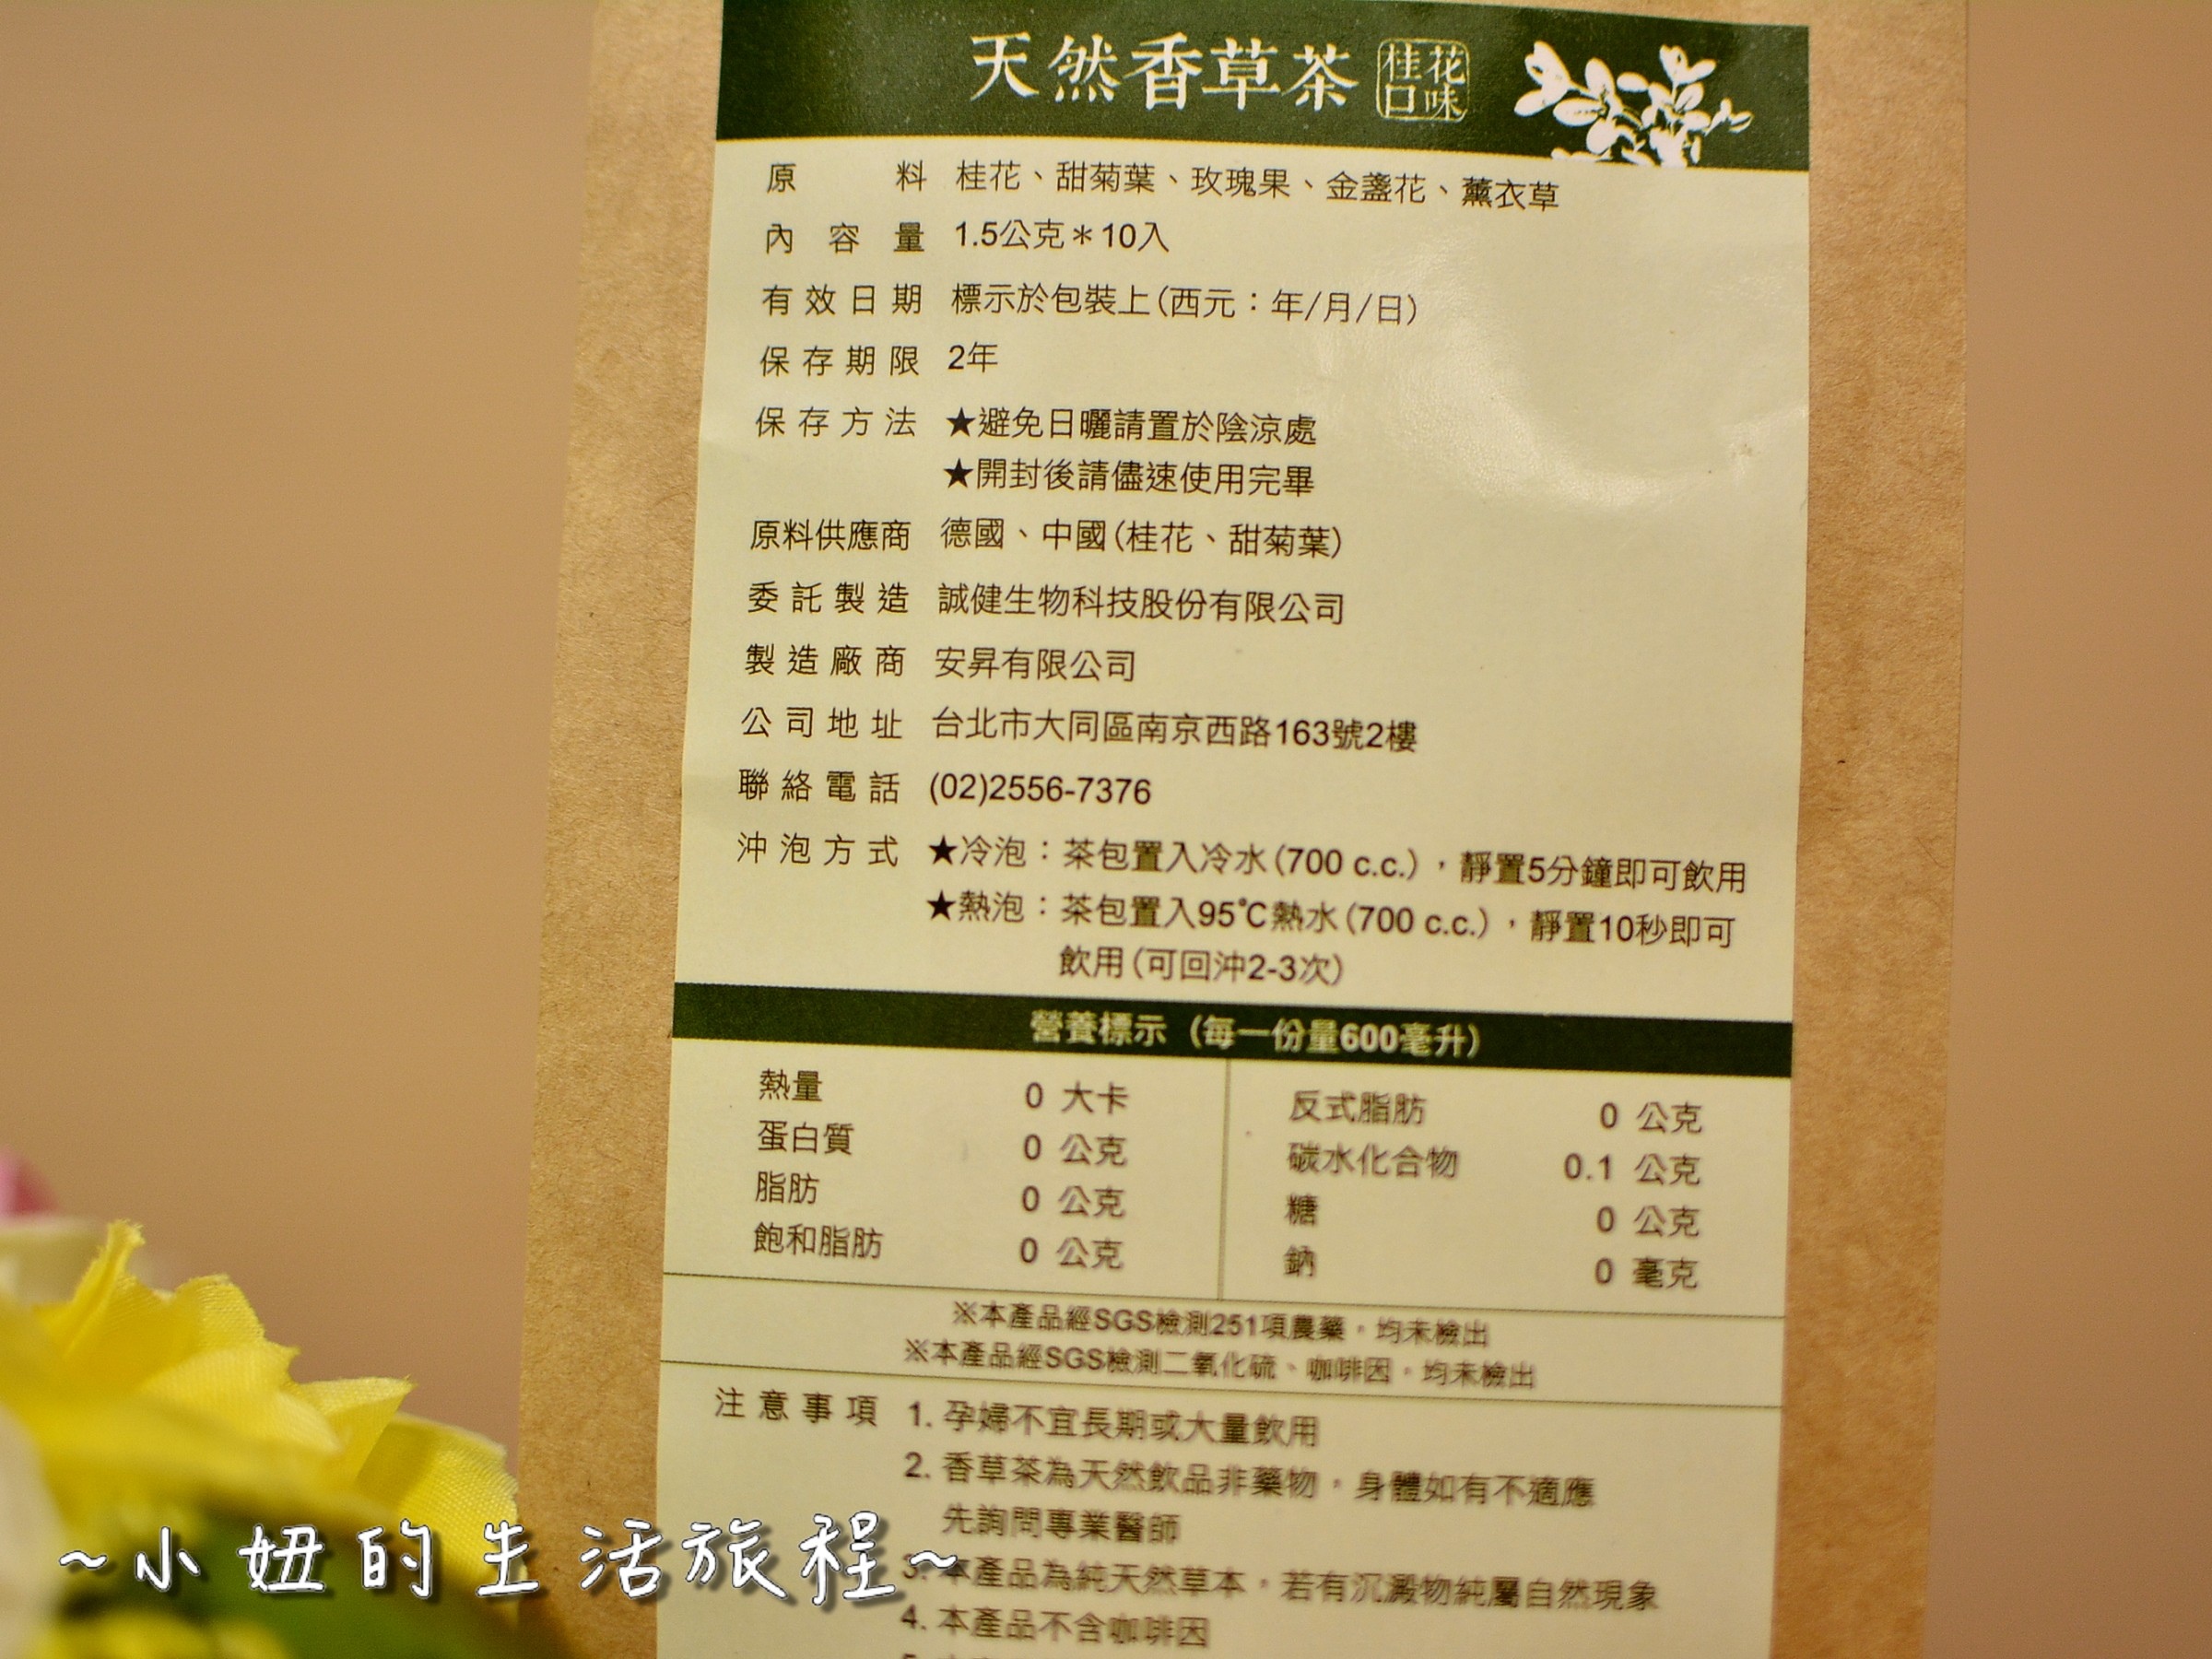 天然香草茶 桂花口味
原料 桂花、甜菊葉、玫瑰果、金盞花、薰衣草
內容量 1.5公克＊10入
有效日期 標示於包裝上(西元：年/月/日)
保存期限 2年
保存方法 ★避免日曬請置於陰涼處
★開封後請儘速使用完畢
原料供應商 德國、中國(桂花、甜菊葉)
委託製造 誠健生物科技股份有限公司
製造廠商 安昇有限公司
公司地址 台北市大同區南京西路163號2樓
聯絡電話 (02)2556-7376
沖泡方式 ★冷泡：茶包置入冷水(700 c.c.)，靜置5分鐘即可飲用
★熱泡：茶包置入95℃熱水(700 c.c.)，靜置10秒即可
飲用(可回沖2-3次)
營養標示 (每一份量600毫升)
熱量 0 大卡 反式脂肪 0 公克
蛋白質 0 公克 碳水化合物 0.1 公克
脂肪 0 公克 糖 0 公克
飽和脂肪 0 公克 鈉 0 毫克
※本產品經SGS檢測251項農藥，均未檢出
※本產品經SGS檢測二氧化硫、咖啡因，均未檢出
注意事項 1. 孕婦不宜長期或大量飲用
2. 香草茶為天然飲品非藥物，身體如有不適應
先詢問專業醫師
3. 本產品為純天然草本，若有沉澱物純屬自然現象
4. 本產品不含咖啡因
~小妞的生活旅程~